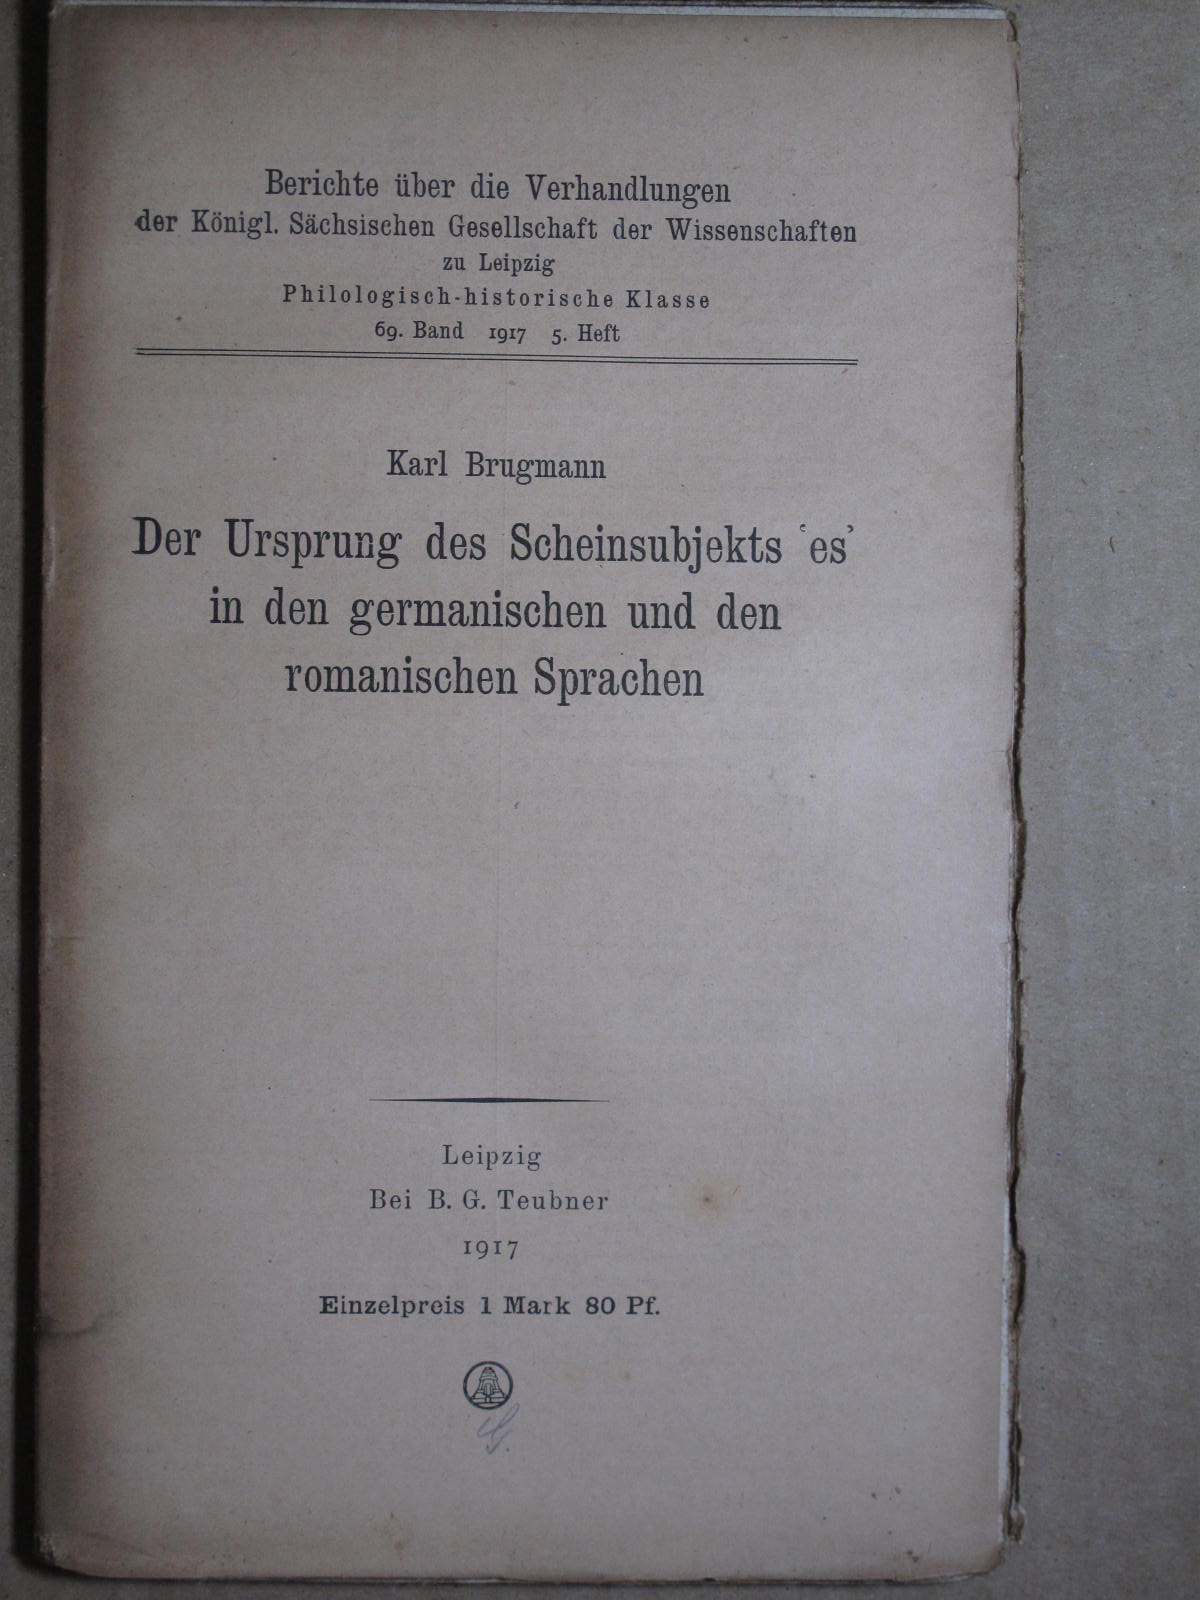 Berichte über die Verhandlungen
der Königl. Sächsischen Gesellschaft der Wissenschaften
zu Leipzig
Philologisch-historische Klasse
69. Band 1917 5. Heft
Karl Brugmann
Der Ursprung des Scheinsubjekts ‘es’
in den germanischen und den
romanischen Sprachen
Leipzig
Bei B. G. Teubner
1917
Einzelpreis 1 Mark 80 Pf.